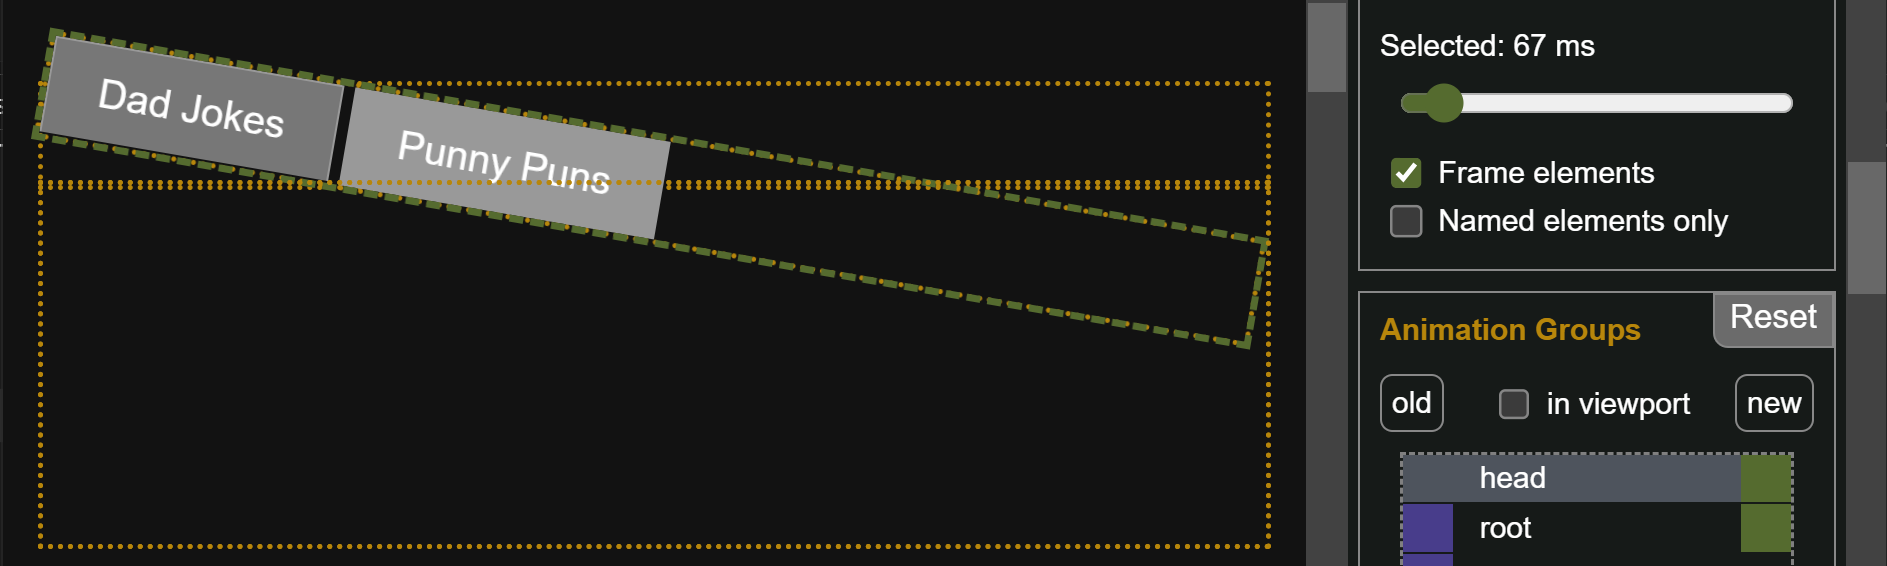 Dad Jokes
Punny Puns
Selected: 67 ms
Frame elements
Named elements only
Animation Groups
Reset
old
in viewport
new
head
root